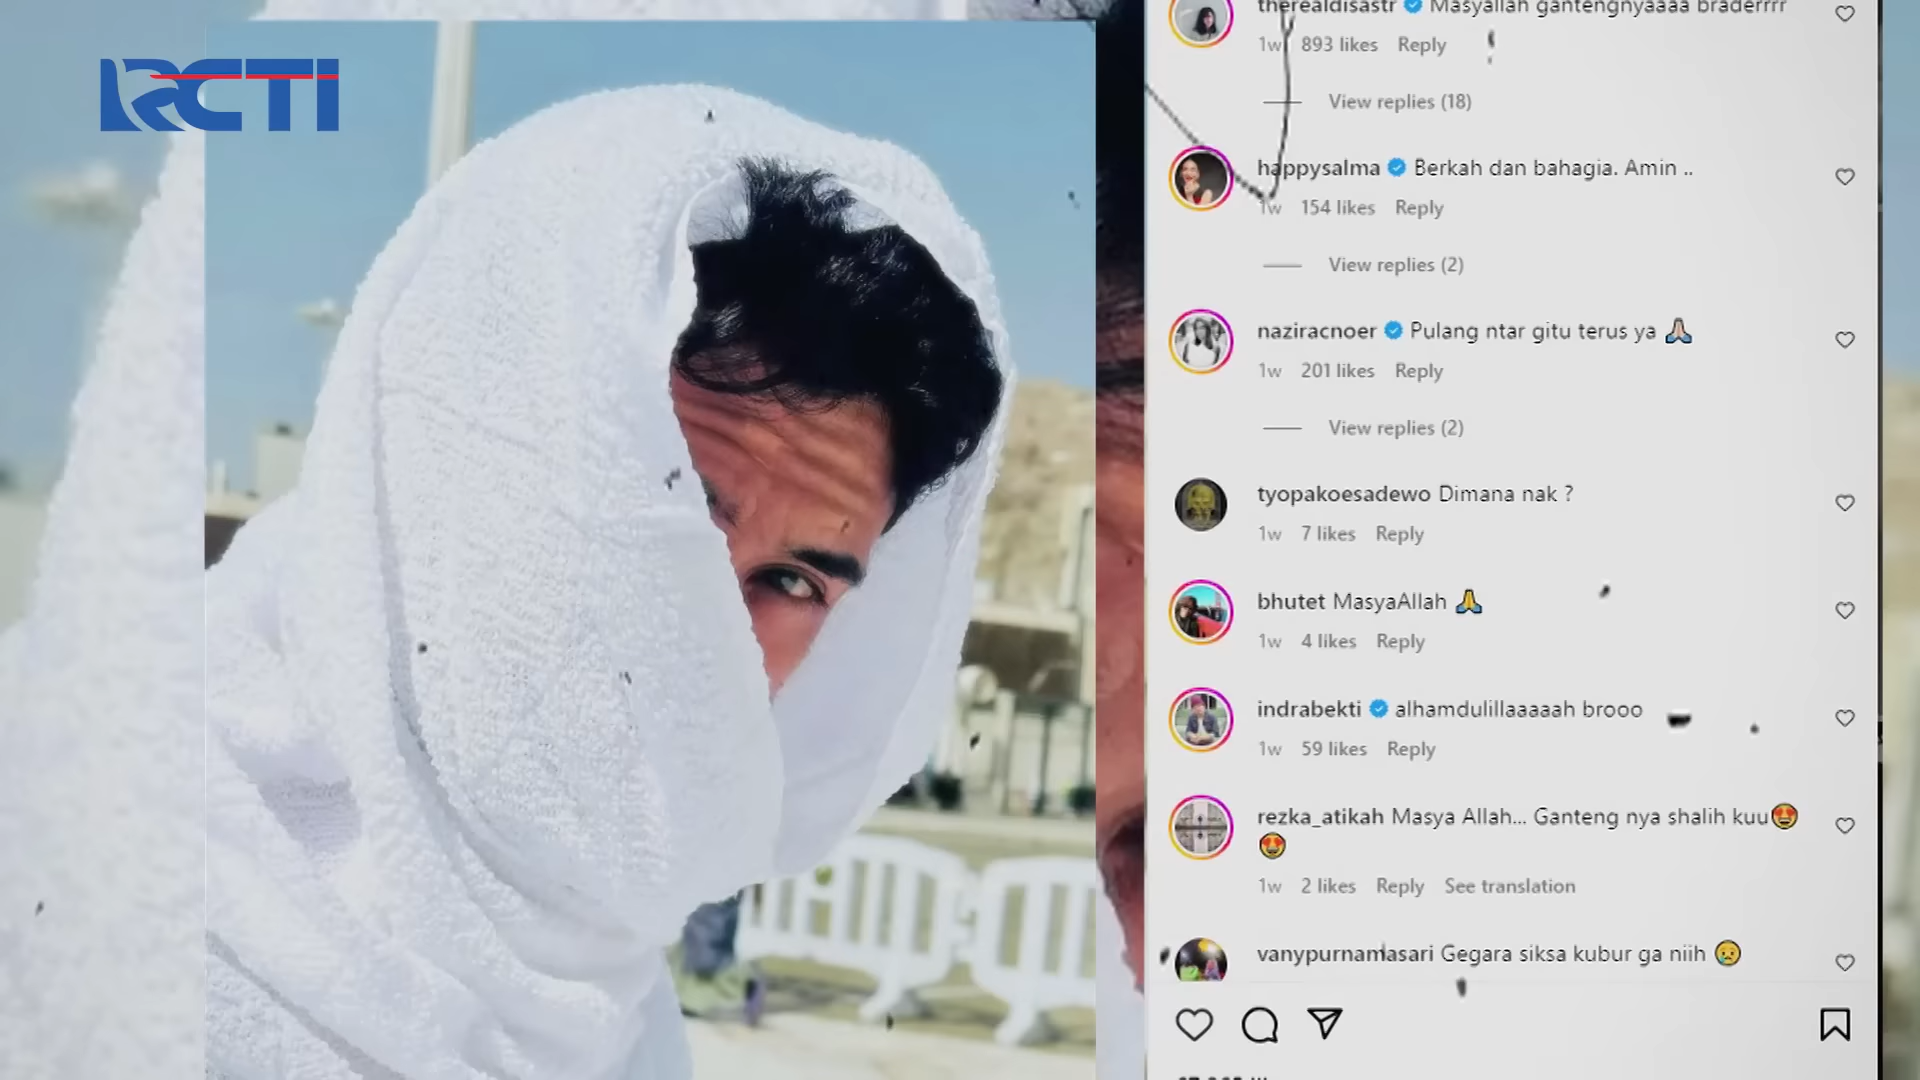 RCTI
therealdisastr Masyallah gantengnyaaaa braderrrr
1w 893 likes Reply
View replies (18)
happysalma Berkah dan bahagia. Amin ..
1w 154 likes Reply
View replies (2)
naziracnoer Pulang ntar gitu terus ya 🙏🏻
1w 201 likes Reply
View replies (2)
tyopakoesadewo Dimana nak ?
1w 7 likes Reply
bhutet MasyaAllah 🙏
1w 4 likes Reply
indrabekti alhamdulillaaaaah brooo
1w 59 likes Reply
rezka_atikah Masya Allah... Ganteng nya shalih kuu😍
😍
1w 2 likes Reply See translation
vanypurnamasari Gegara siksa kubur ga niih 😢